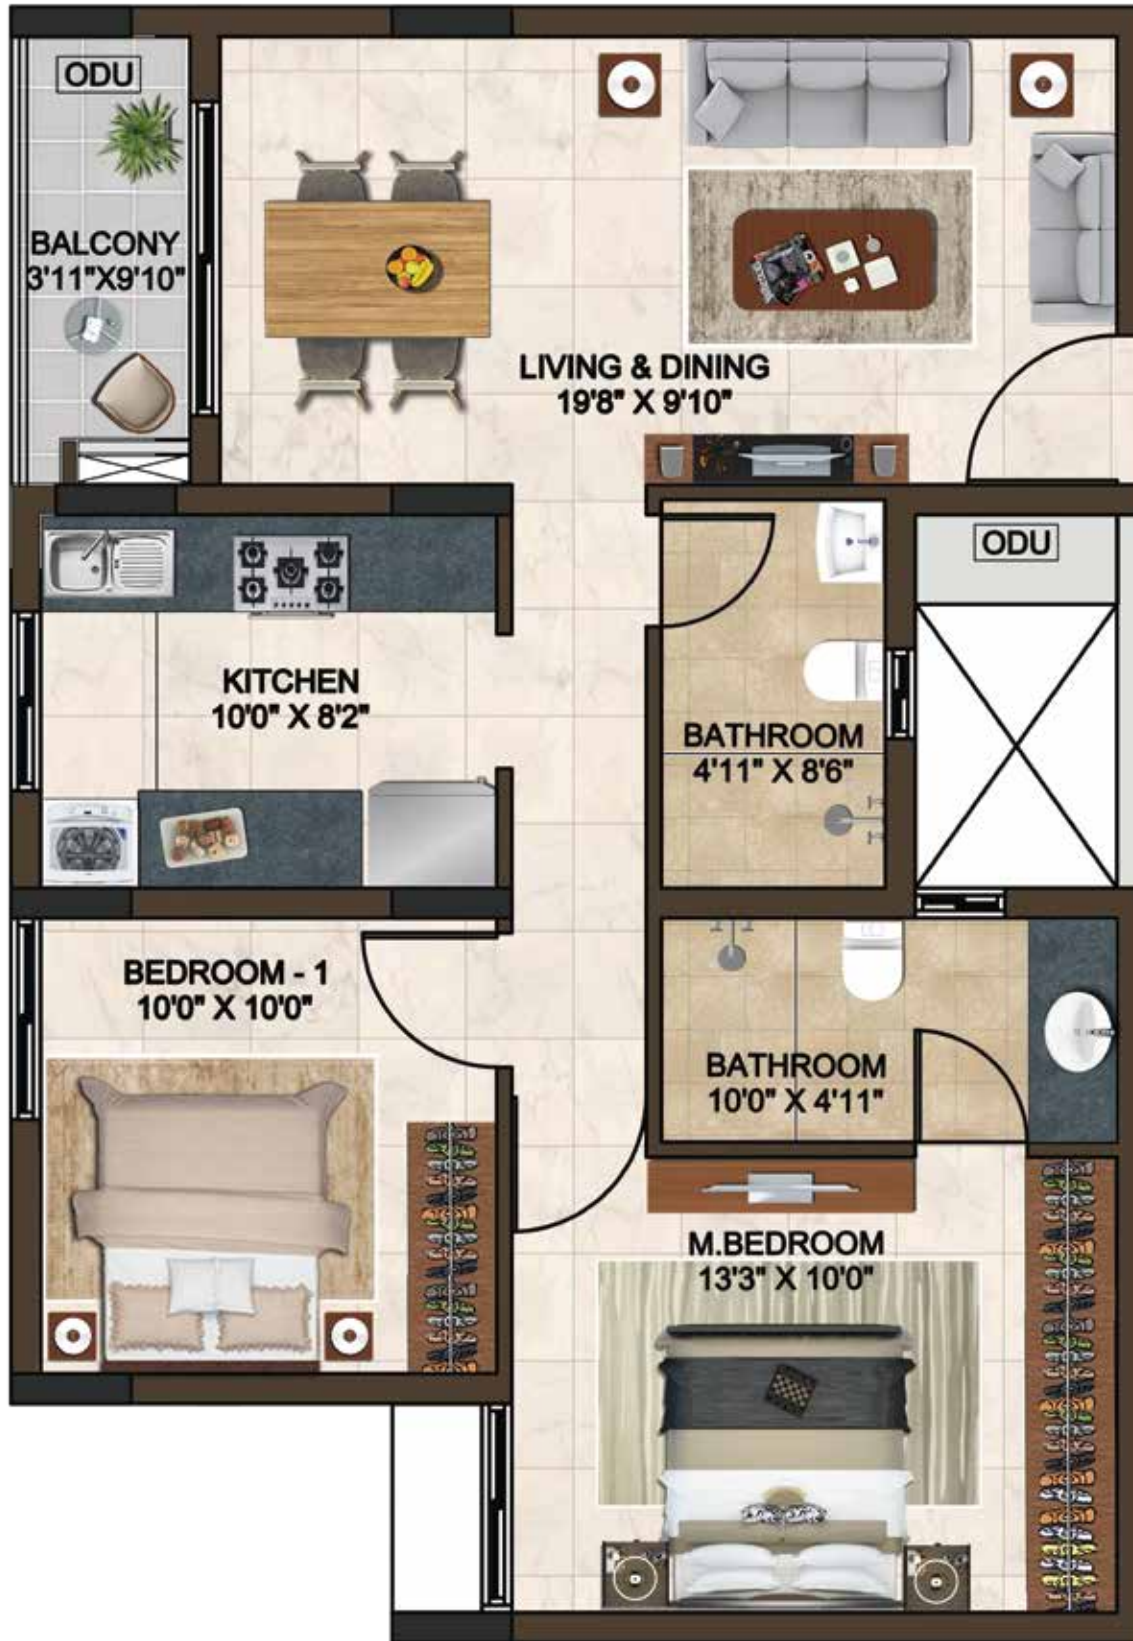 ODU
BALCONY
3'11"X9'10"
LIVING & DINING
19'8" X 9'10"
ODU
KITCHEN
10'0" X 8'2"
BATHROOM
4'11" X 8'6"
BEDROOM - 1
10'0" X 10'0"
BATHROOM
10'0" X 4'11"
M.BEDROOM
13'3" X 10'0"